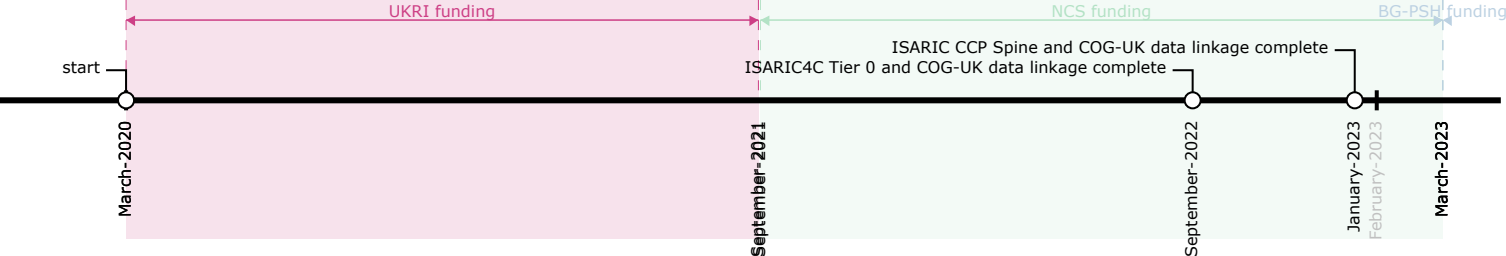 UKRI funding
NCS funding
BG-PSH funding
ISARIC CCP Spine and COG-UK data linkage complete
ISARIC4C Tier 0 and COG-UK data linkage complete
start
March-2020
September-2021
September-2021
September-2022
January-2023
February-2023
March-2023